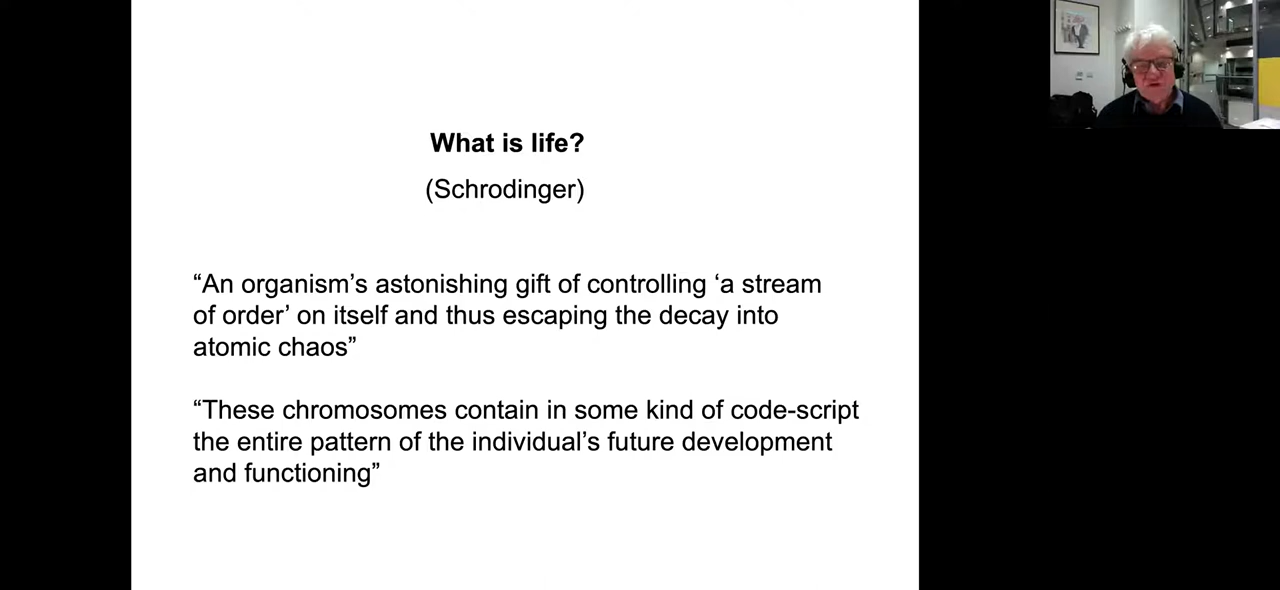 What is life?
(Schrodinger)
“An organism’s astonishing gift of controlling ‘a stream
of order’ on itself and thus escaping the decay into
atomic chaos”
“These chromosomes contain in some kind of code-script
the entire pattern of the individual’s future development
and functioning”